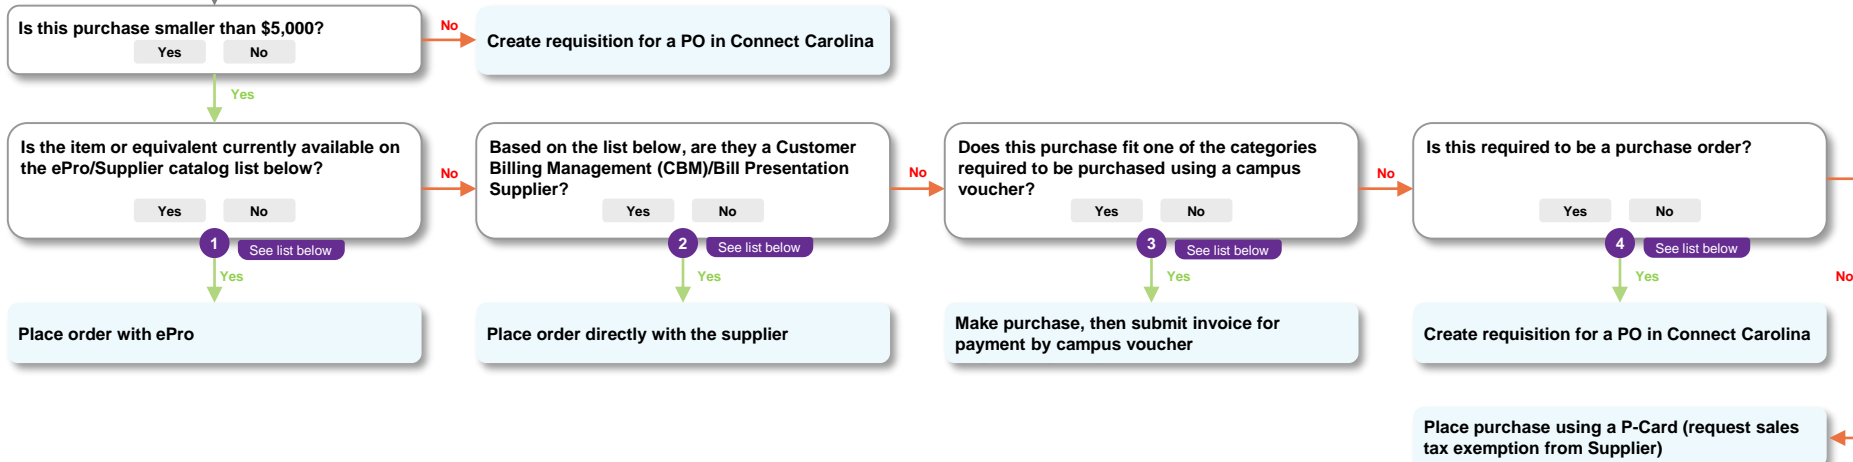 Is this purchase smaller than $5,000?
Yes No
No
Create requisition for a PO in Connect Carolina
Yes
Is the item or equivalent currently available on
the ePro/Supplier catalog list below?
Yes No
1 See list below
No
Based on the list below, are they a Customer
Billing Management (CBM)/Bill Presentation
Supplier?
Yes No
2 See list below
No
Does this purchase fit one of the categories
required to be purchased using a campus
voucher?
Yes No
3 See list below
No
Is this required to be a purchase order?
Yes No
4 See list below
Yes
Yes
Yes
Yes
No
Place order with ePro
Place order directly with the supplier
Make purchase, then submit invoice for
payment by campus voucher
Create requisition for a PO in Connect Carolina
Place purchase using a P-Card (request sales
tax exemption from Supplier)